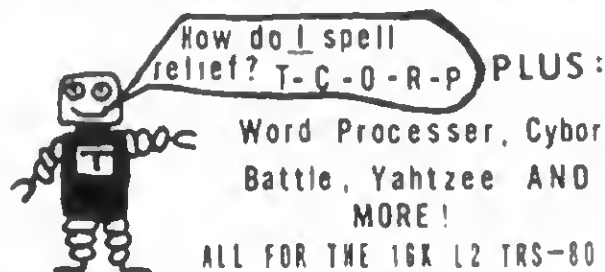 How do I spell
relief? T-C-O-R-P
PLUS:
Word Processer, Cybor
Battle, Yahtzee AND
MORE!
ALL FOR THE 16K L2 TRS-80
T